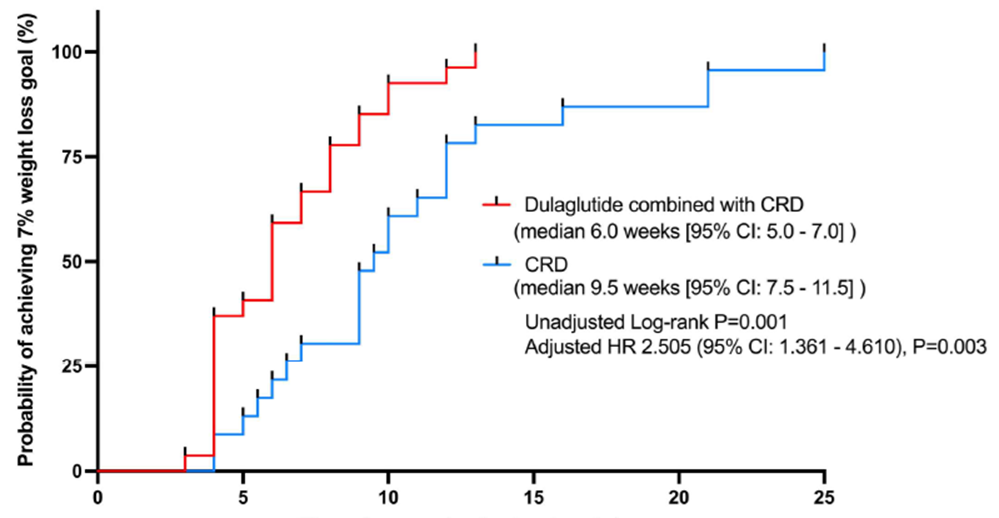 Probability of achieving 7% weight loss goal (%)
100
75
50
25
0
Dulaglutide combined with CRD
(median 6.0 weeks [95% CI: 5.0 - 7.0] )
CRD
(median 9.5 weeks [95% CI: 7.5 - 11.5] )
Unadjusted Log-rank P=0.001
Adjusted HR 2.505 (95% CI: 1.361 - 4.610), P=0.003
0 5 10 15 20 25